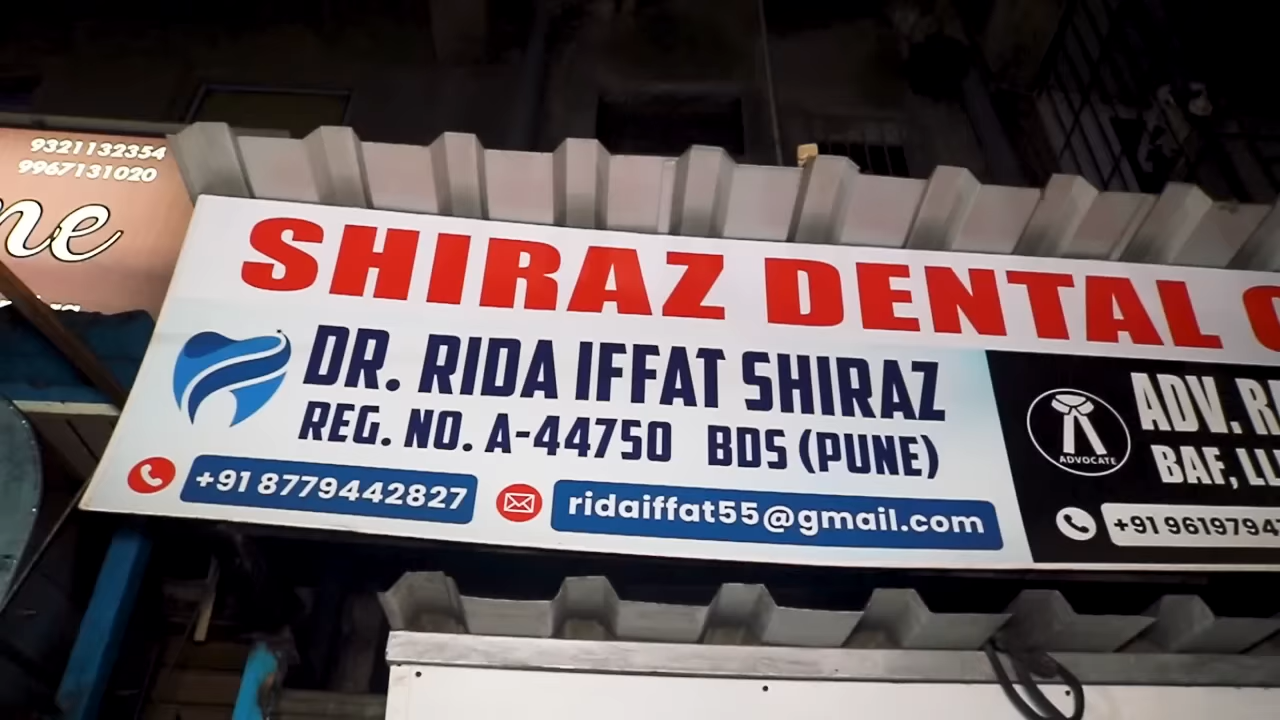 9321132354
9967131020
ne
SHIRAZ DENTAL
DR. RIDA IFFAT SHIRAZ
REG. NO. A-44750 BDS (PUNE)
+91 8779442827
ridaiffat55@gmail.com
ADVOCATE
ADV. R
BAF, LL
+91 9619794